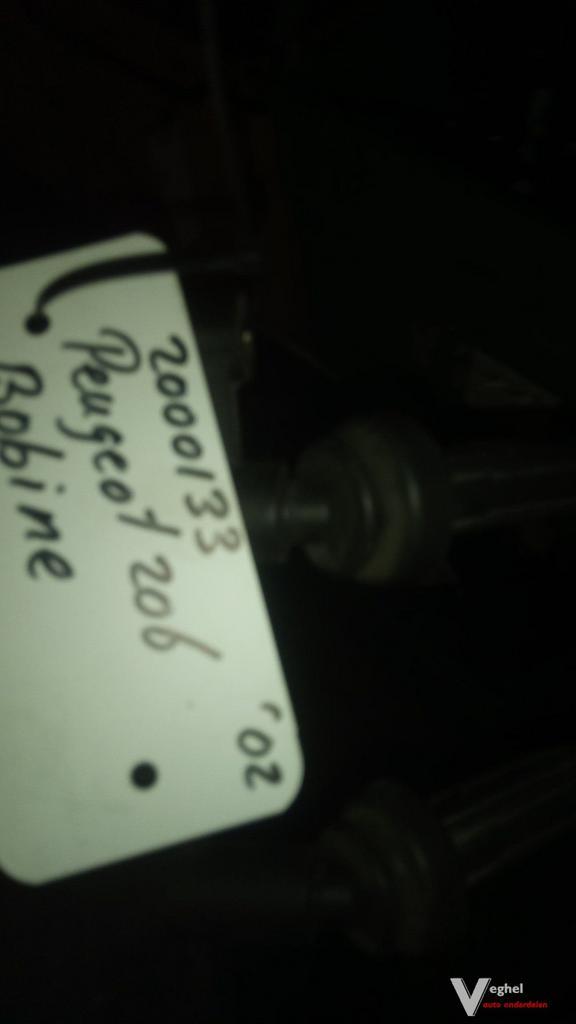 2000133
'02
Peugeot 206
Bobine
Veghel
auto onderdelen